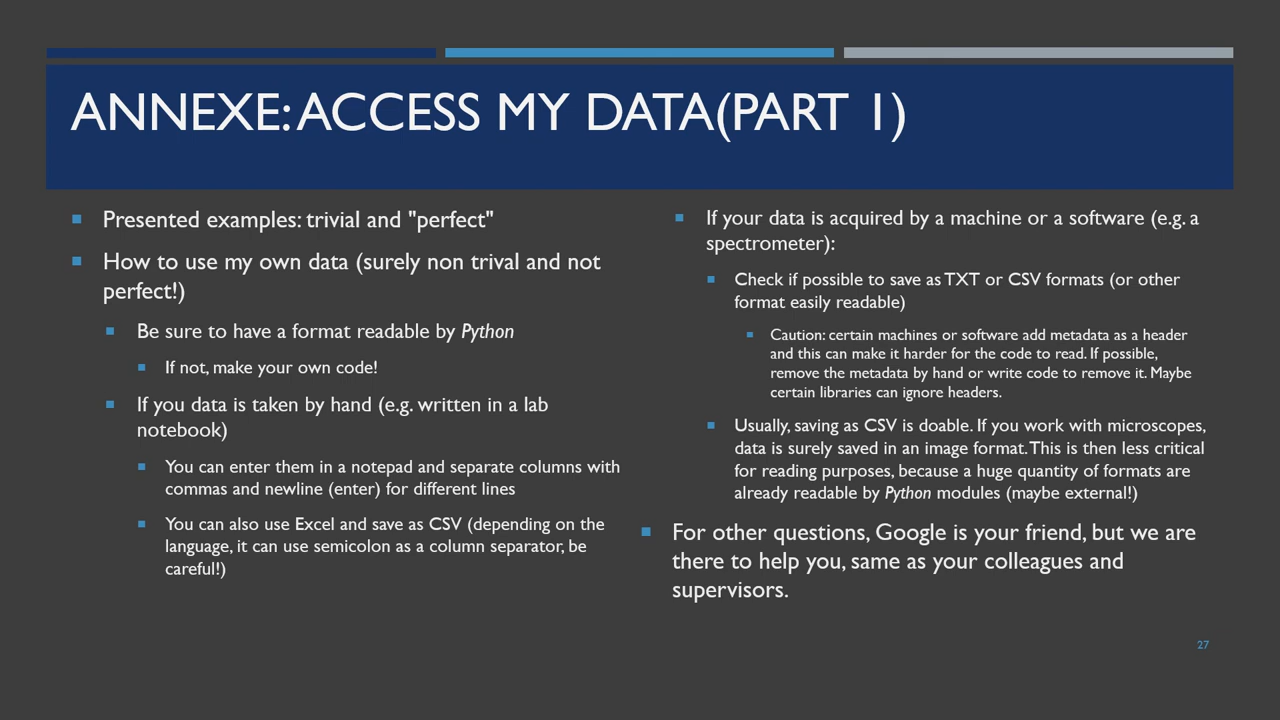 ANNEXE: ACCESS MY DATA(PART 1)
Presented examples: trivial and "perfect"
How to use my own data (surely non trival and not
perfect!)
Be sure to have a format readable by Python
If not, make your own code!
If you data is taken by hand (e.g. written in a lab
notebook)
You can enter them in a notepad and separate columns with
commas and newline (enter) for different lines
You can also use Excel and save as CSV (depending on the
language, it can use semicolon as a column separator, be
careful!)
If your data is acquired by a machine or a software (e.g. a
spectrometer):
Check if possible to save as TXT or CSV formats (or other
format easily readable)
Caution: certain machines or software add metadata as a header
and this can make it harder for the code to read. If possible,
remove the metadata by hand or write code to remove it. Maybe
certain libraries can ignore headers.
Usually, saving as CSV is doable. If you work with microscopes,
data is surely saved in an image format. This is then less critical
for reading purposes, because a huge quantity of formats are
already readable by Python modules (maybe external!)
For other questions, Google is your friend, but we are
there to help you, same as your colleagues and
supervisors.
27